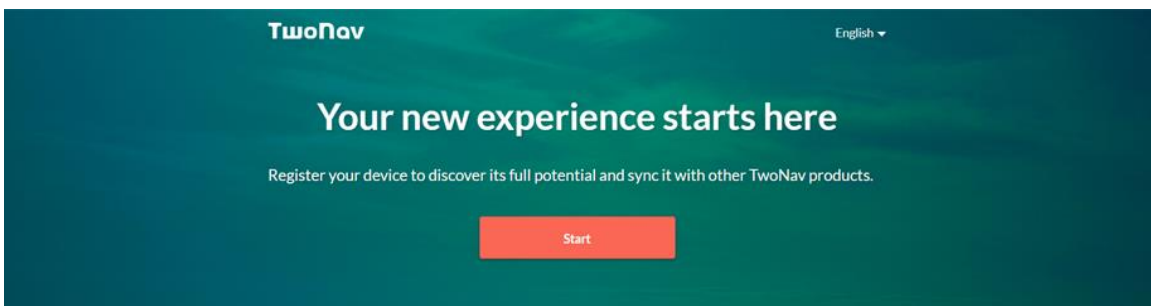 TwoNav
English
Your new experience starts here
Register your device to discover its full potential and sync it with other TwoNav products.
Start